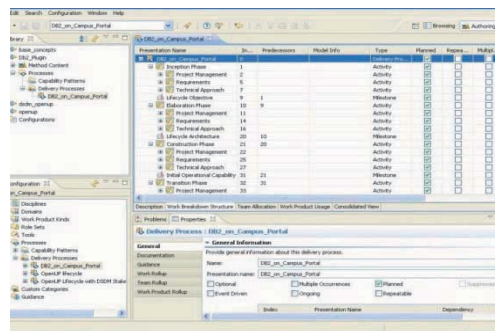 Edit Search Configuration Window Help
DB2_on_Campus_Portal
Browsing Authoring
Library
DB2_on_Campus_Portal
base_concepts
DB2_Plugin
Method Content
Processes
Capability Patterns
Delivery Processes
DB2_on_Campus_Portal
openup
Configurations
Presentation Name In... Predecessors Model Info Type Planned Repea... Multipl
DB2_on_Campus_Portal 0 Delivery Pro...
Inception Phase 1 Activity
Project Management 2 Activity
Requirements 5 Activity
Technical Approach 7 Activity
Lifecycle Objective 9 1 Milestone
Elaboration Phase 10 9 Activity
Project Management 11 Activity
Requirements 14 Activity
Technical Approach 16 Activity
Lifecycle Architecture 20 10 Milestone
Construction Phase 21 20 Activity
Project Management 22 Activity
Requirements 25 Activity
Technical Approach 27 Activity
Initial Operational Capability 31 21 Milestone
Transition Phase 32 31 Activity
Project Management 33 Activity
Description Work Breakdown Structure Team Allocation Work Product Usage Consolidated View
Configuration
on_Campus_Portal
Disciplines
Domains
Work Product Kinds
Role Sets
Tools
Processes
Capability Patterns
Delivery Processes
DB2_on_Campus_Portal
OpenUP Lifecycle
OpenUP Lifecycle with DSDM Stake
Custom Categories
Guidance
Problems Properties
Delivery Process : DB2_on_Campus_Portal
General
Documentation
Guidance
Work Rollup
Team Rollup
Work Product Rollup
General Information
Provide general information about this delivery process.
Name: DB2_on_Campus_Portal
Presentation name: DB2_on_Campus_Portal
Optional Multiple Occurrences Planned
Event Driven Ongoing Repeatable
Index Presentation Name Dependency